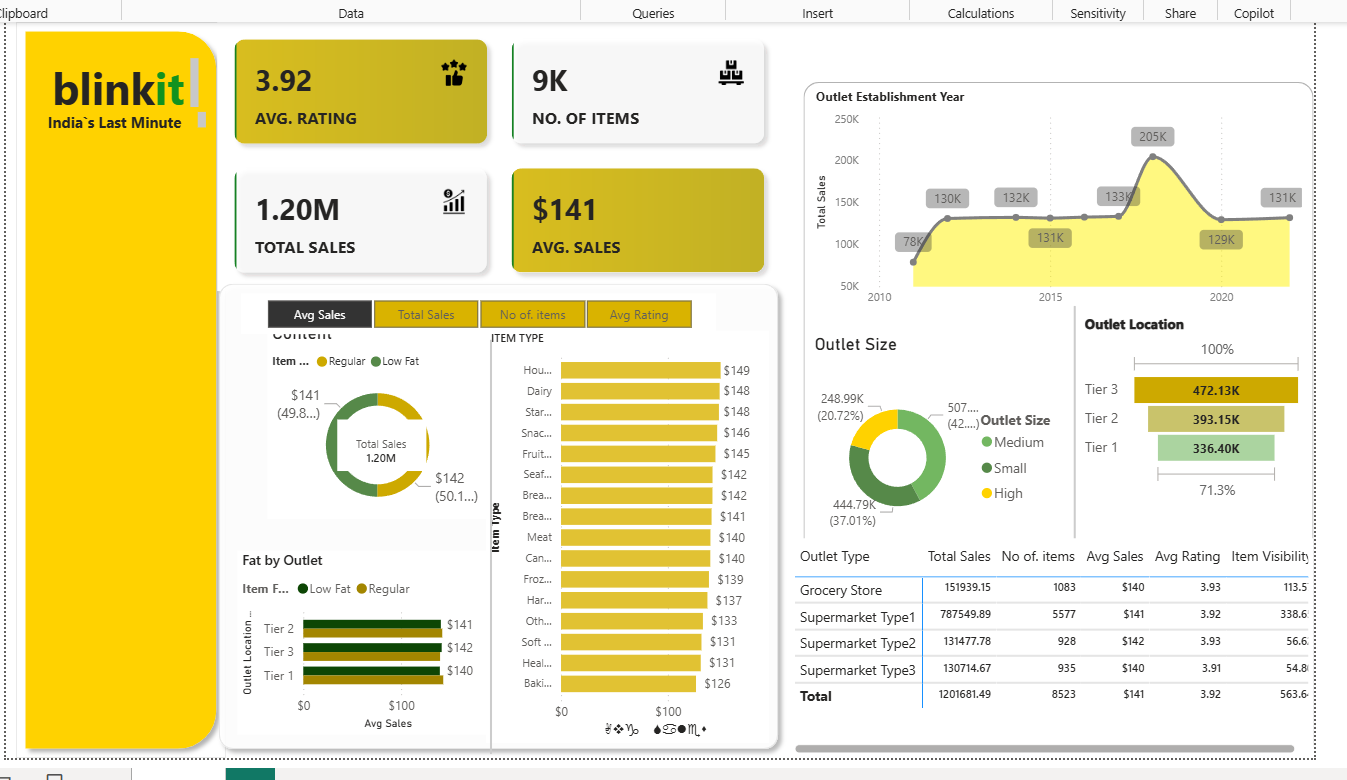 Clipboard
Data
Queries
Insert
Calculations
Sensitivity
Share
Copilot
blinkit
India`s Last Minute
3.92
AVG. RATING
9K
NO. OF ITEMS
1.20M
TOTAL SALES
$141
AVG. SALES
Outlet Establishment Year
250K
200K
150K
100K
50K
Total Sales
78K
130K
132K
131K
133K
205K
129K
131K
2010
2015
2020
Avg Sales
Total Sales
No of. items
Avg Rating
Content
Item ...
Regular
Low Fat
$141
(49.8...)
Total Sales
1.20M
$142
(50.1...)
Fat by Outlet
Item F...
Low Fat
Regular
Outlet Location ...
Tier 2 $141
Tier 3 $142
Tier 1 $140
$0 $100
Avg Sales
ITEM TYPE
Item Type
Hou... $149
Dairy $148
Star... $148
Snac... $146
Fruit... $145
Seaf... $142
Brea... $142
Brea... $141
Meat $140
Can... $140
Froz... $139
Har... $137
Oth... $133
Soft ... $131
Heal... $131
Baki... $126
$0 $100
Outlet Size
248.99K
(20.72%)
507....
(42....)
444.79K
(37.01%)
Outlet Size
Medium
Small
High
Outlet Location
100%
Tier 3 472.13K
Tier 2 393.15K
Tier 1 336.40K
71.3%
Outlet Type Total Sales No of. items Avg Sales Avg Rating Item Visibility
Grocery Store 151939.15 1083 $140 3.93 113.5
Supermarket Type1 787549.89 5577 $141 3.92 338.6
Supermarket Type2 131477.78 928 $142 3.93 56.6
Supermarket Type3 130714.67 935 $140 3.91 54.8
Total 1201681.49 8523 $141 3.92 563.6